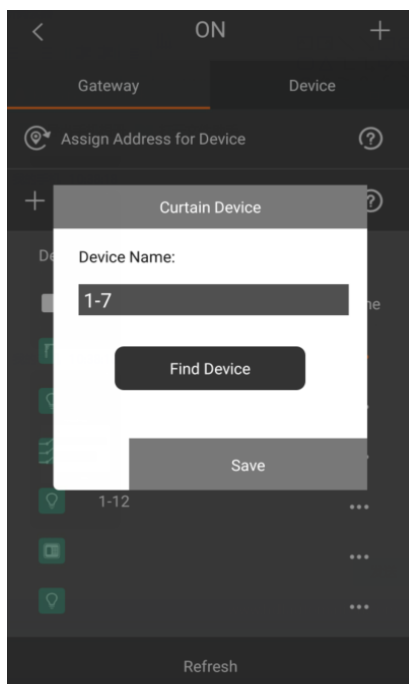 ON
Gateway
Device
Assign Address for Device
Curtain Device
Device Name:
1-7
Find Device
Save
1-12
Refresh